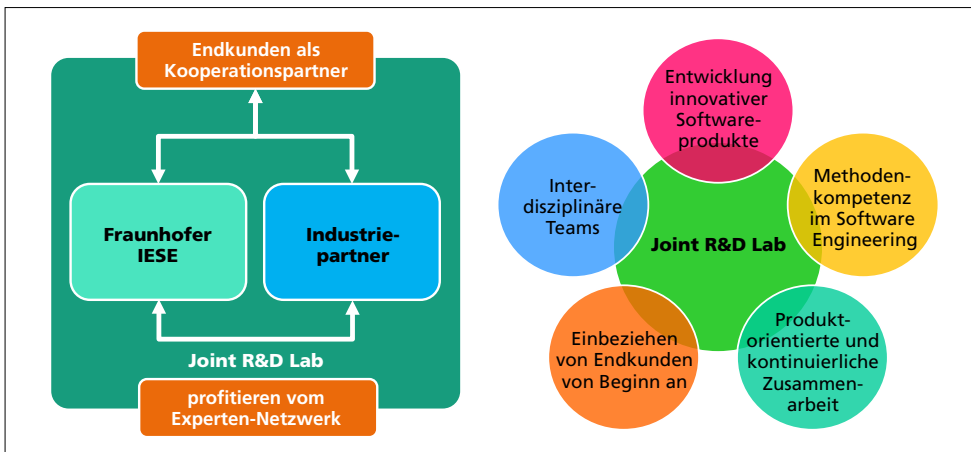 Endkunden als
Kooperationspartner
Fraunhofer
IESE
Industrie-
partner
Joint R&D Lab
profitieren vom
Experten-Netzwerk
Entwicklung
innovativer
Software-
produkte
Methoden-
kompetenz
im Software
Engineering
Produkt-
orientierte und
kontinuierliche
Zusammen-
arbeit
Einbeziehen
von Endkunden
von Beginn an
Inter-
disziplinäre
Teams
Joint R&D Lab